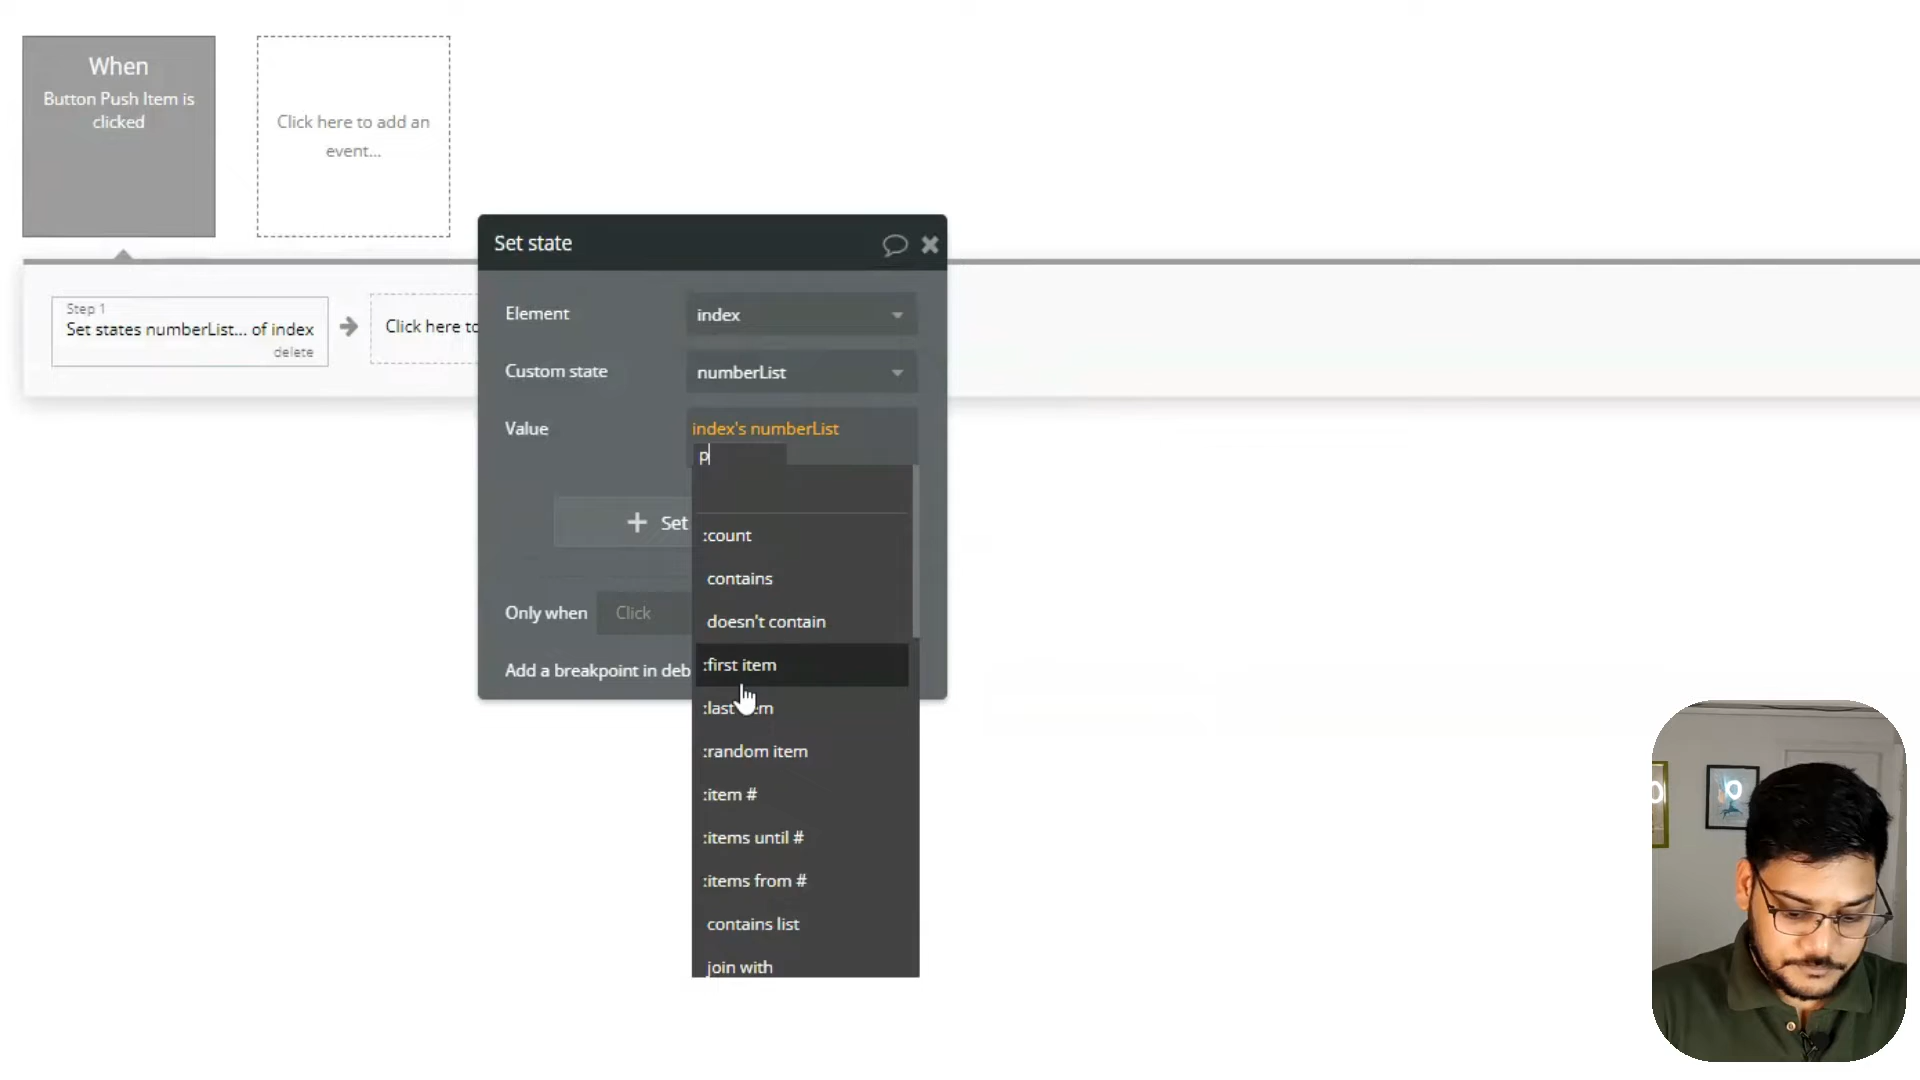 When
Button Push Item is
clicked
Click here to add an
event...
Set state
Element
index
Step 1
Set states numberList... of index
delete
Click here to
Custom state
numberList
Value
index's numberList
p
+ Set
:count
contains
doesn't contain
Only when
Click
:first item
Add a breakpoint in deb
:last item
:random item
:item #
:items until #
:items from #
contains list
join with